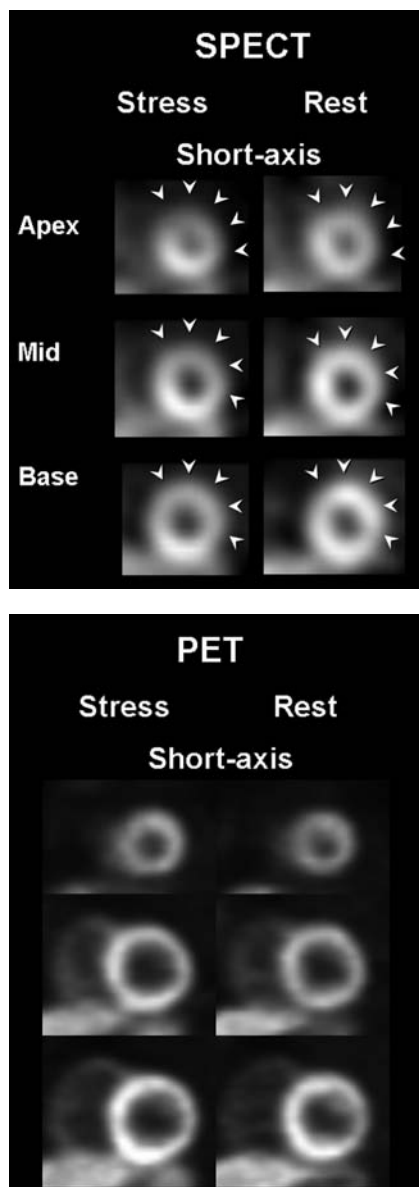 SPECT
Stress Rest
Short-axis
Apex
Mid
Base
PET
Stress Rest
Short-axis